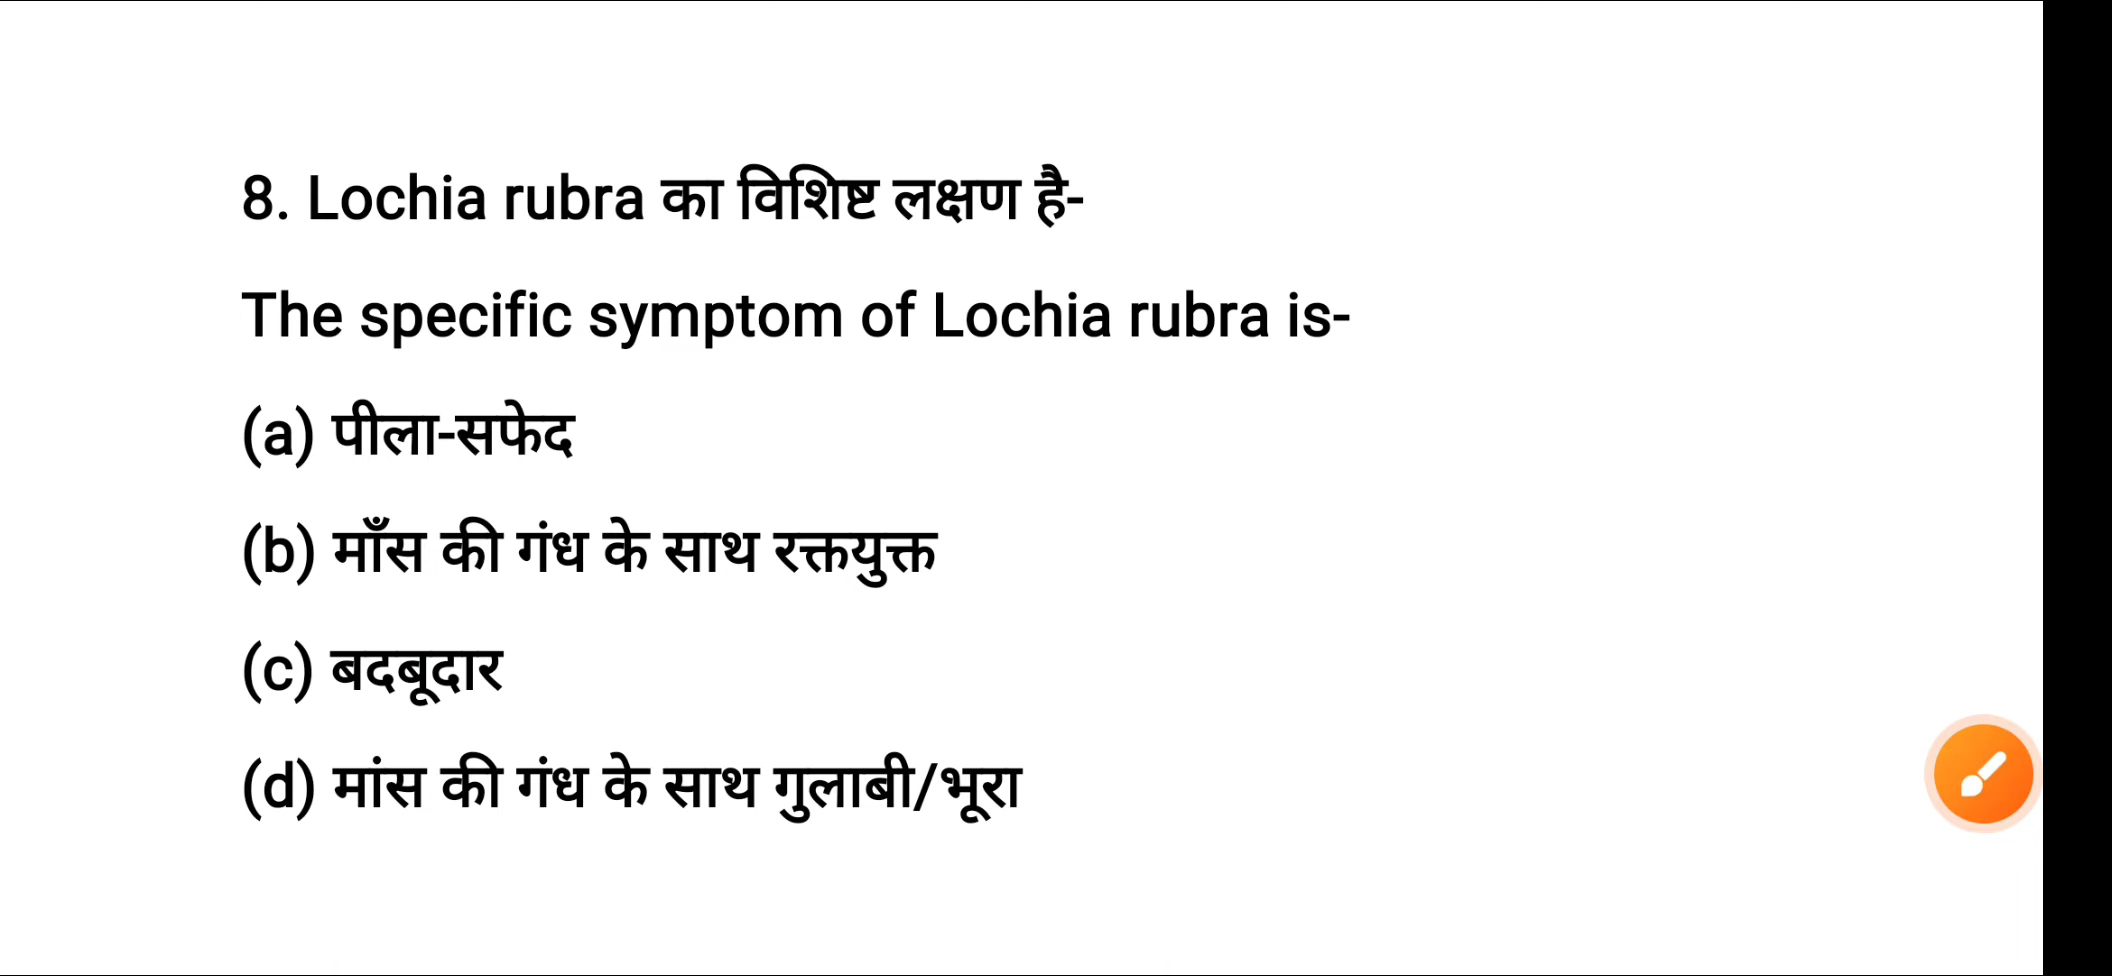 8. Lochia rubra का विशिष्ट लक्षण है-
The specific symptom of Lochia rubra is-
(a) पीला-सफेद
(b) माँस की गंध के साथ रक्तयुक्त
(c) बदबूदार
(d) मांस की गंध के साथ गुलाबी/भूरा